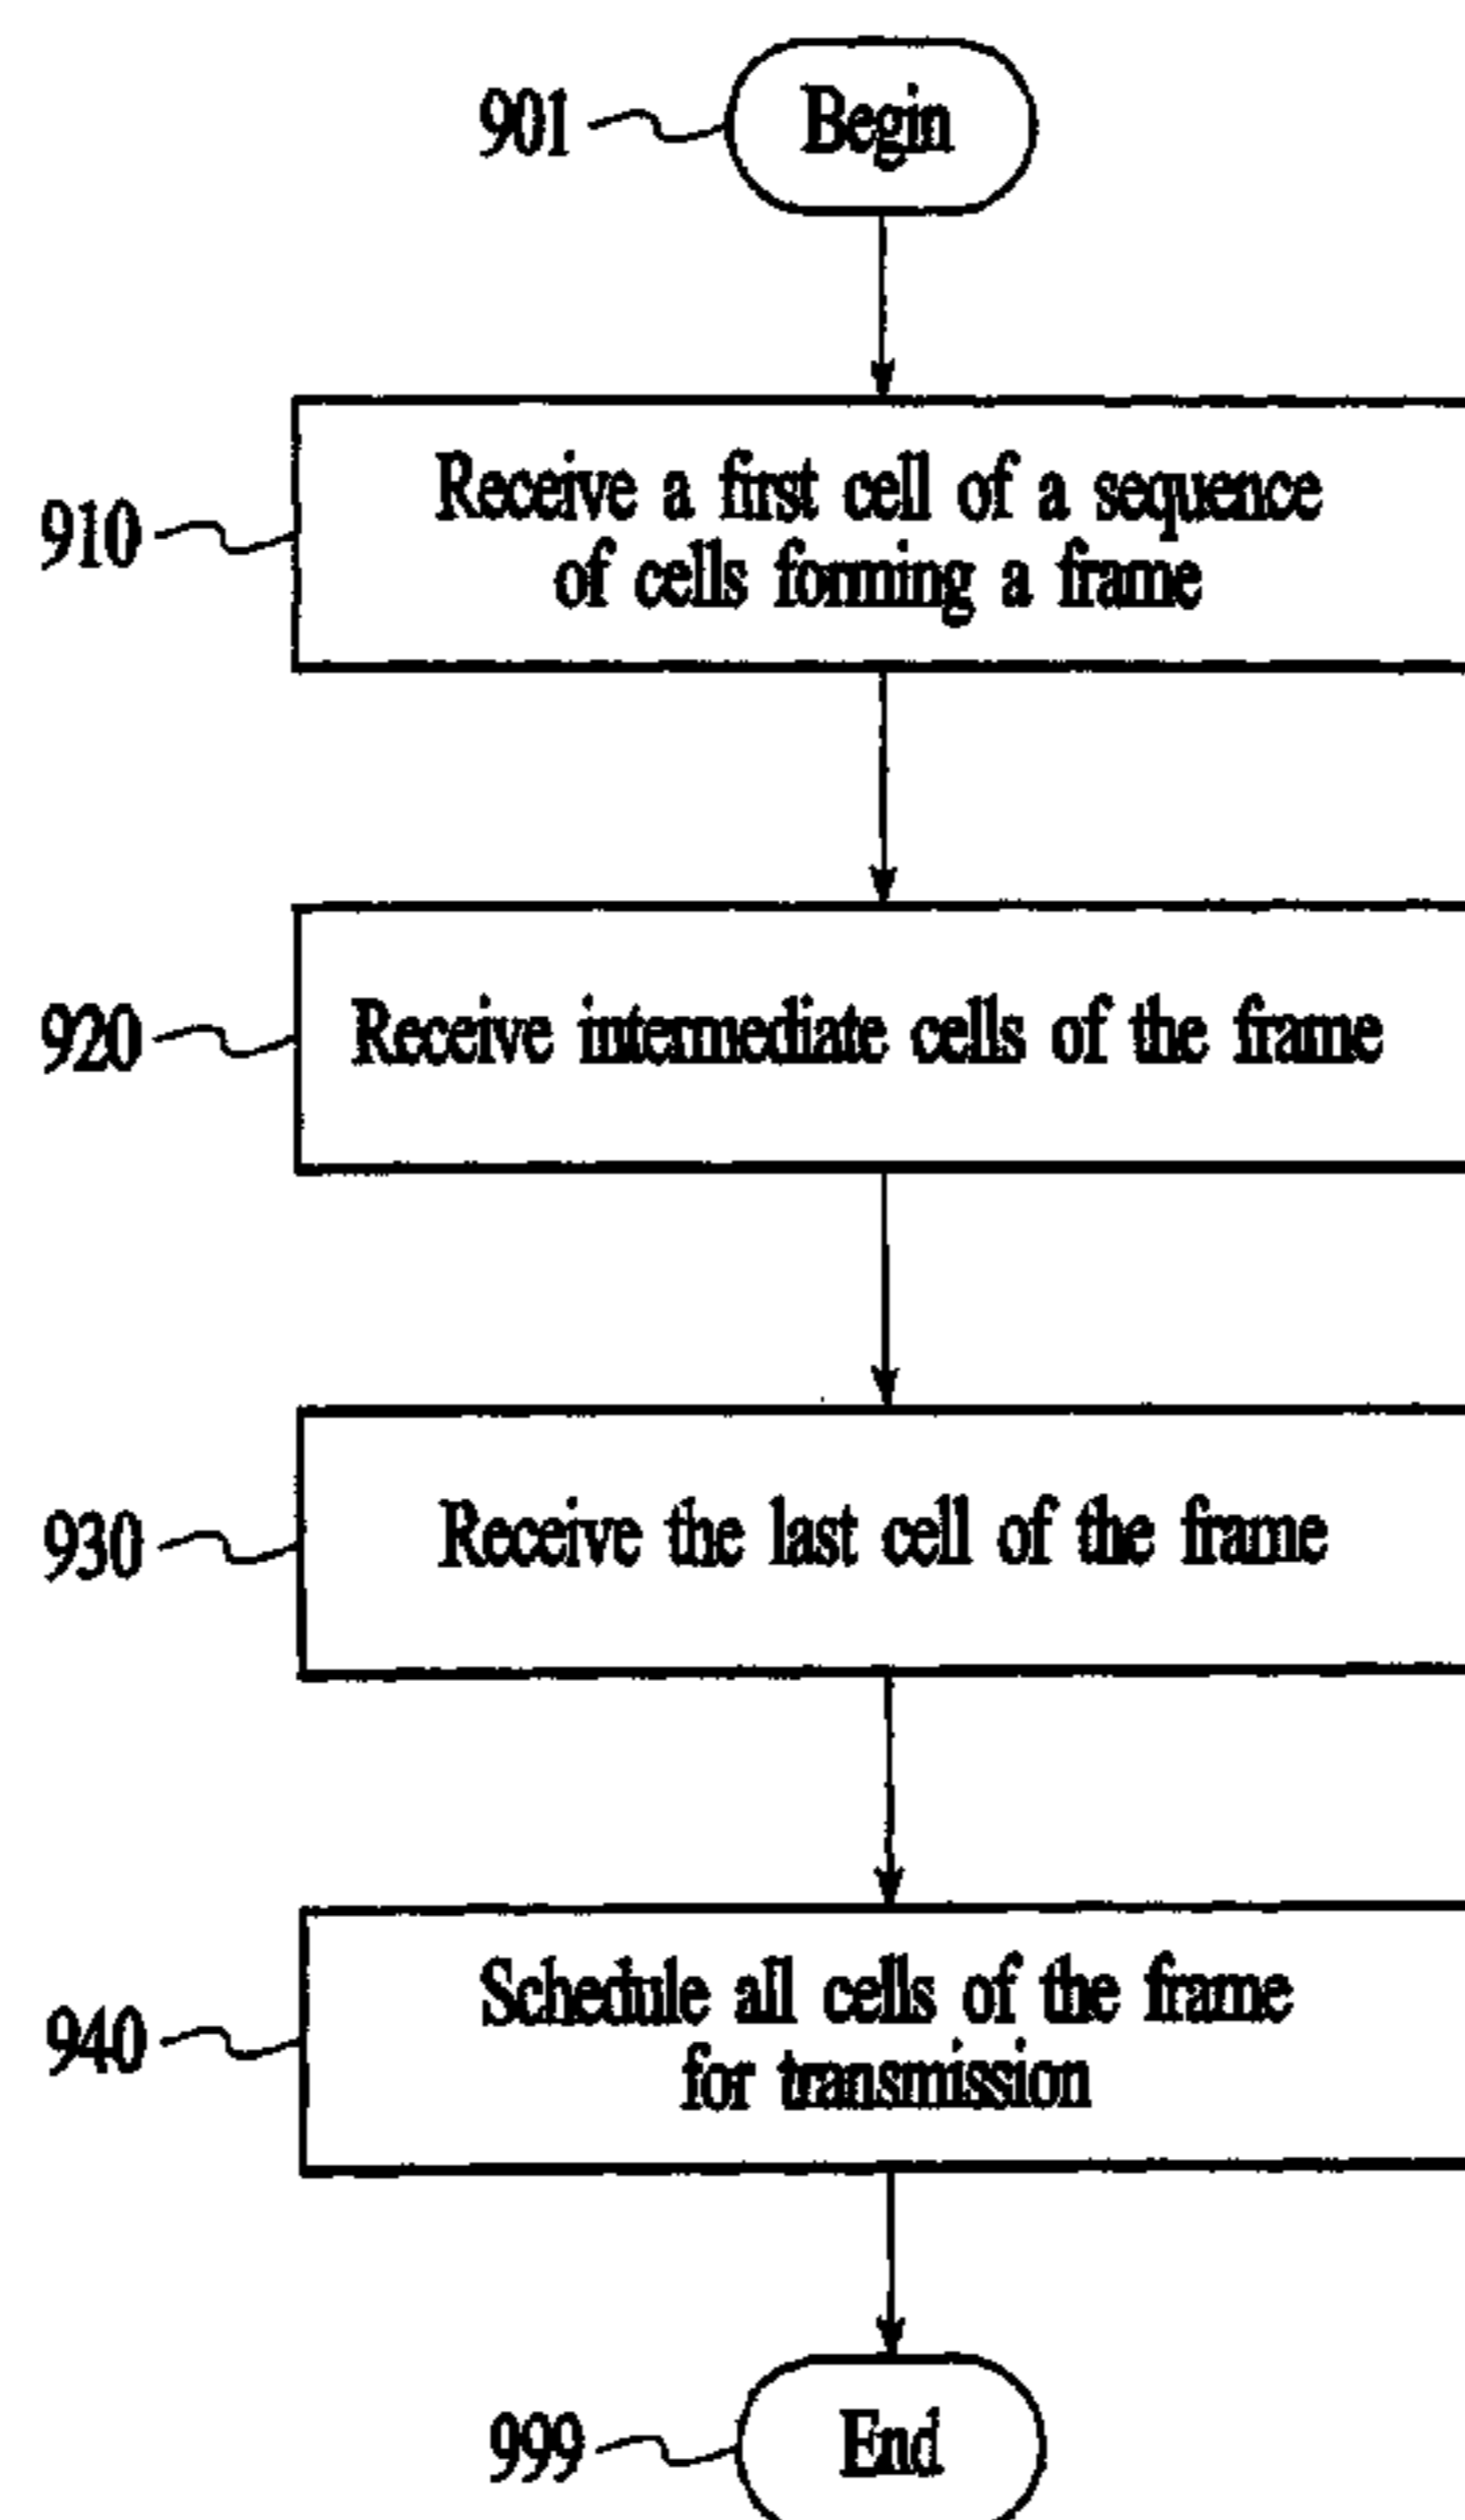 901 Begin
Receive a first cell of a sequence
910
of cells forming a frame
920 Receive intermediate cells of the frame
930 Receive the last cell of the frame
Schedule all cells of the frame
940
for transmission
999 End